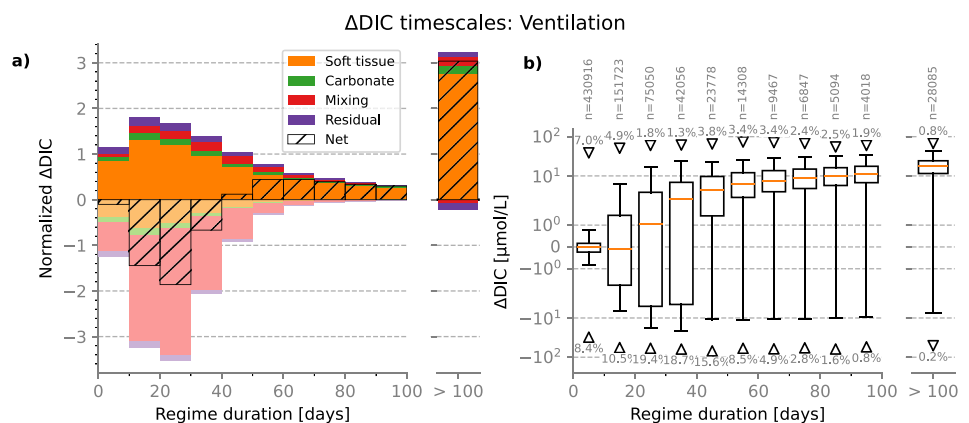 ΔDIC timescales: Ventilation
a)
Normalized ΔDIC
3
2
1
0
−1
−2
−3
Soft tissue
Carbonate
Mixing
Residual
Net
0
20
40
60
80
100
> 100
Regime duration [days]
b)
n=430916
n=151723
n=75050
n=42056
n=23778
n=14308
n=9467
n=6847
n=5094
n=4018
n=28085
7.0%
4.9%
1.8%
1.3%
3.8%
3.4%
3.4%
2.4%
2.5%
1.9%
0.8%
ΔDIC [μmol/L]
10²
10¹
10⁰
0
−10⁰
−10¹
−10²
8.4%
10.5%
19.4%
18.7%
15.6%
8.5%
4.9%
2.8%
1.6%
0.8%
0.2%
0
20
40
60
80
100
> 100
Regime duration [days]